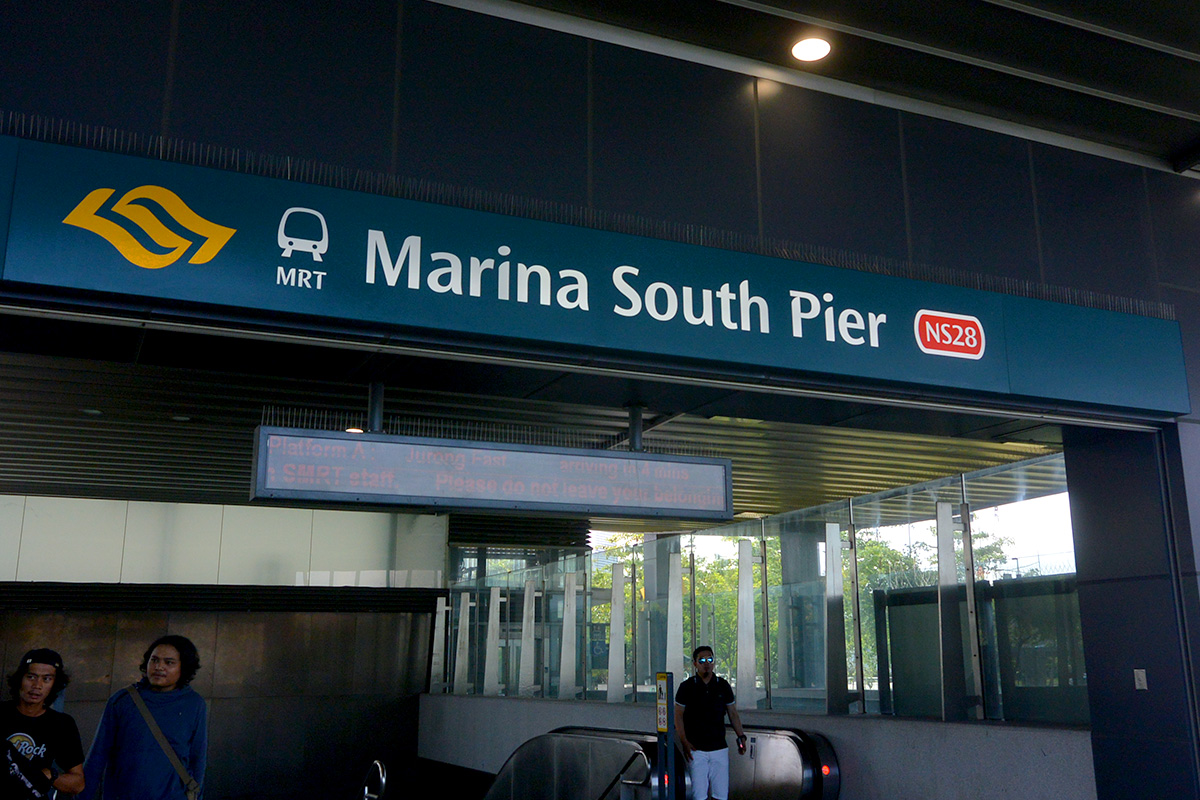 MRT
Marina South Pier
NS28
Platform A: Jurong East arriving in 4 mins
SMRT staff. Please do not leave your belongin
Rock